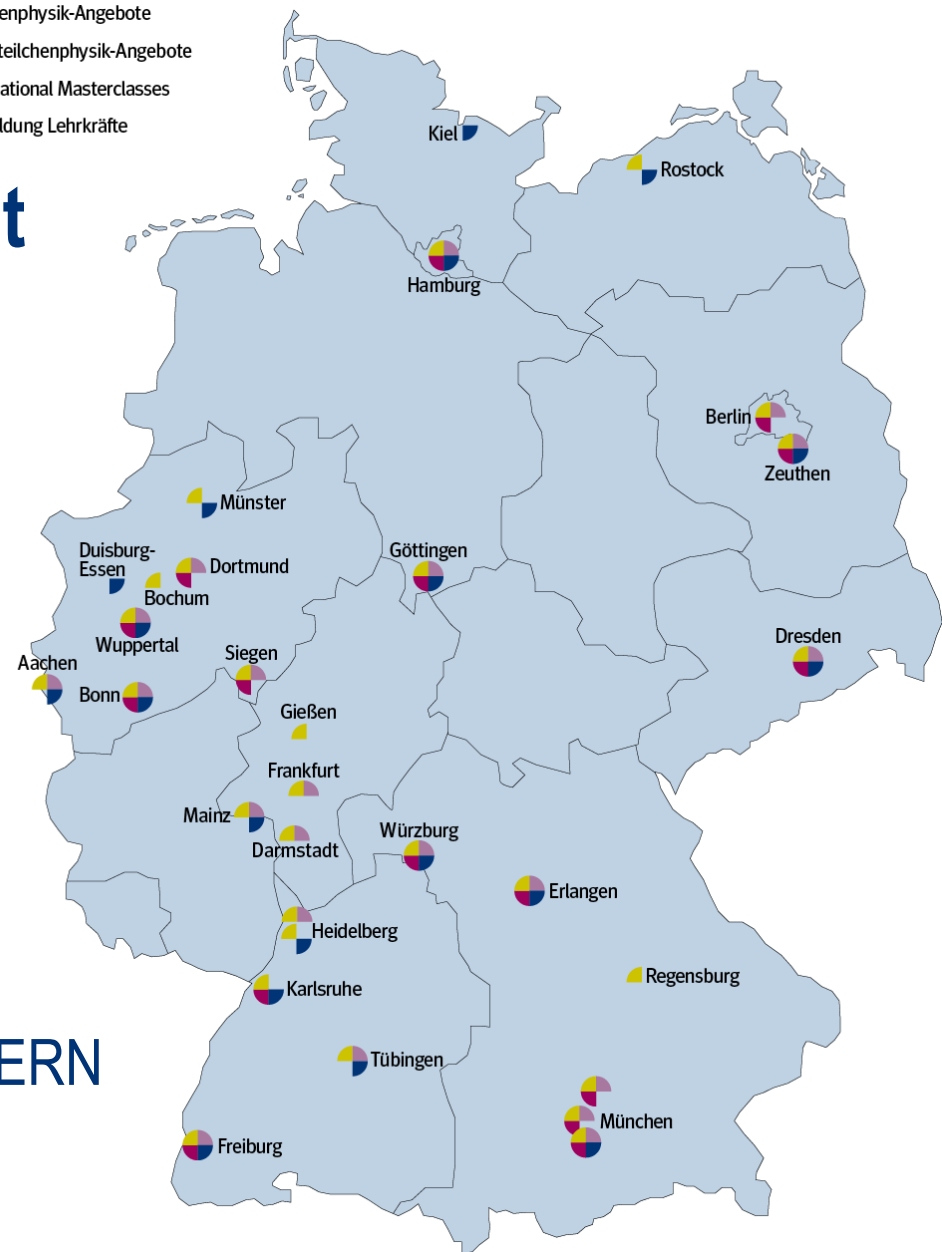 enphysik-Angebote
teilchenphysik-Angebote
ational Masterclasses
ldung Lehrkräfte
t
Kiel
Rostock
Hamburg
Berlin
Zeuthen
Münster
Duisburg-
Essen
Dortmund
Bochum
Göttingen
Wuppertal
Dresden
Siegen
Aachen
Bonn
Gießen
Frankfurt
Mainz
Würzburg
Darmstadt
Erlangen
Heidelberg
Regensburg
Karlsruhe
Tübingen
ERN
München
Freiburg